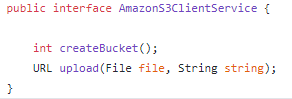 public interface AmazonS3ClientService {
int createBucket();
URL upload(File file, String string);
}